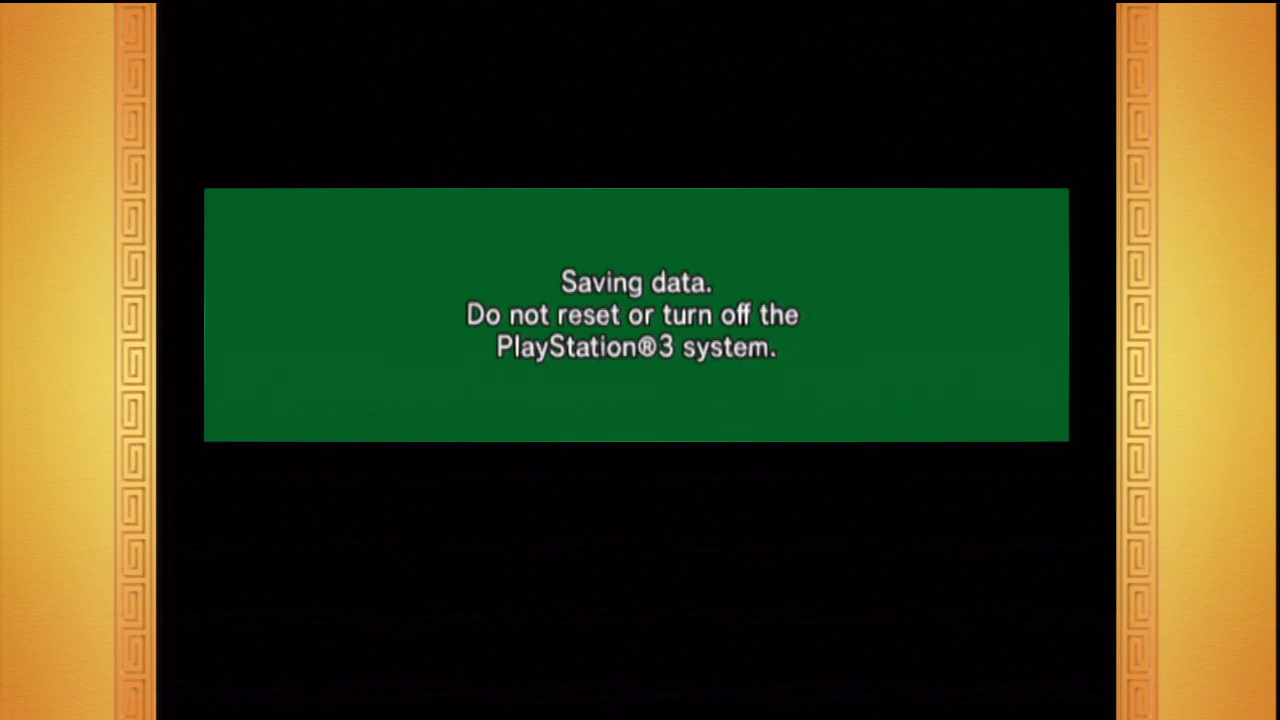 Saving data.
Do not reset or turn off the
PlayStation®3 system.